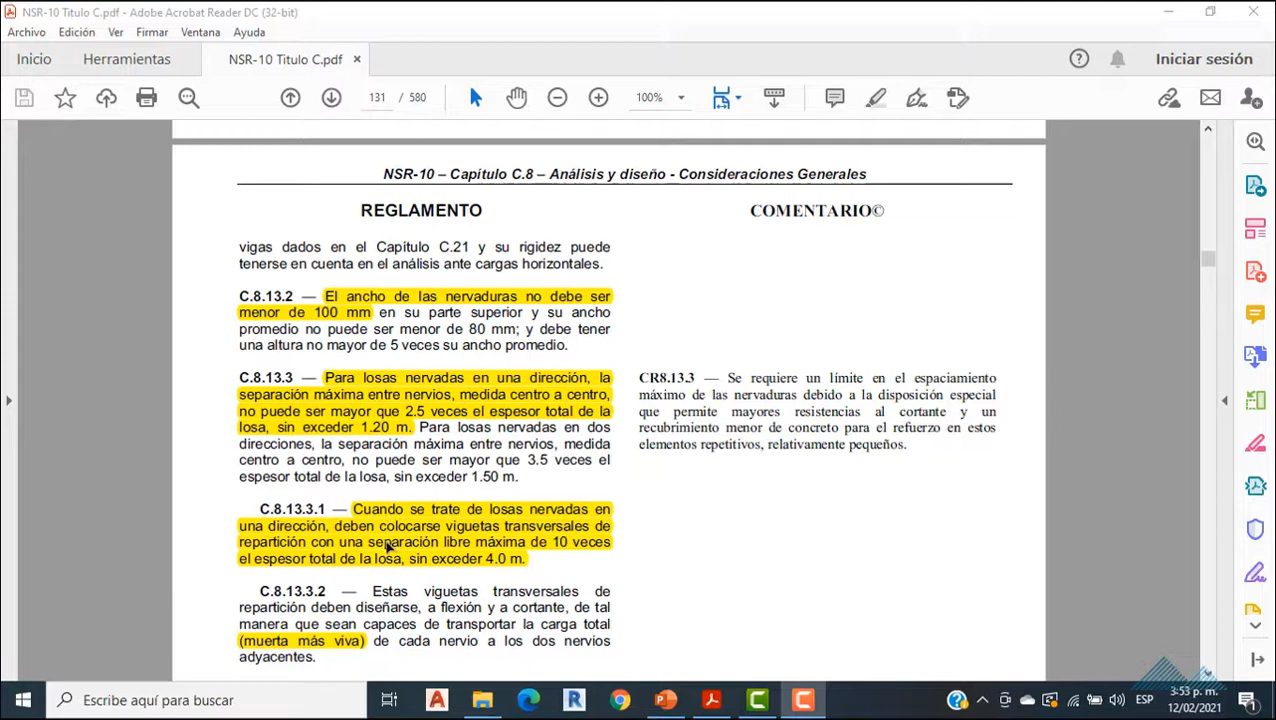 NSR-10 Titulo C.pdf - Adobe Acrobat Reader DC (32-bit)
Archivo Edición Ver Firmar Ventana Ayuda
Inicio Herramientas NSR-10 Titulo C.pdf × Iniciar sesión
131 / 580 100%
NSR-10 – Capítulo C.8 – Análisis y diseño - Consideraciones Generales
REGLAMENTO
vigas dados en el Capítulo C.21 y su rigidez puede
tenerse en cuenta en el análisis ante cargas horizontales.
C.8.13.2 — El ancho de las nervaduras no debe ser
menor de 100 mm en su parte superior y su ancho
promedio no puede ser menor de 80 mm; y debe tener
una altura no mayor de 5 veces su ancho promedio.
C.8.13.3 — Para losas nervadas en una dirección, la
separación máxima entre nervios, medida centro a centro,
no puede ser mayor que 2.5 veces el espesor total de la
losa, sin exceder 1.20 m. Para losas nervadas en dos
direcciones, la separación máxima entre nervios, medida
centro a centro, no puede ser mayor que 3.5 veces el
espesor total de la losa, sin exceder 1.50 m.
C.8.13.3.1 — Cuando se trate de losas nervadas en
una dirección, deben colocarse viguetas transversales de
repartición con una separación libre máxima de 10 veces
el espesor total de la losa, sin exceder 4.0 m.
C.8.13.3.2 — Estas viguetas transversales de
repartición deben diseñarse, a flexión y a cortante, de tal
manera que sean capaces de transportar la carga total
(muerta más viva) de cada nervio a los dos nervios
adyacentes.
COMENTARIO©
CR8.13.3 — Se requiere un límite en el espaciamiento
máximo de las nervaduras debido a la disposición especial
que permite mayores resistencias al cortante y un
recubrimiento menor de concreto para el refuerzo en estos
elementos repetitivos, relativamente pequeños.
Escribe aquí para buscar
ESP
3:53 p. m.
12/02/2021
1